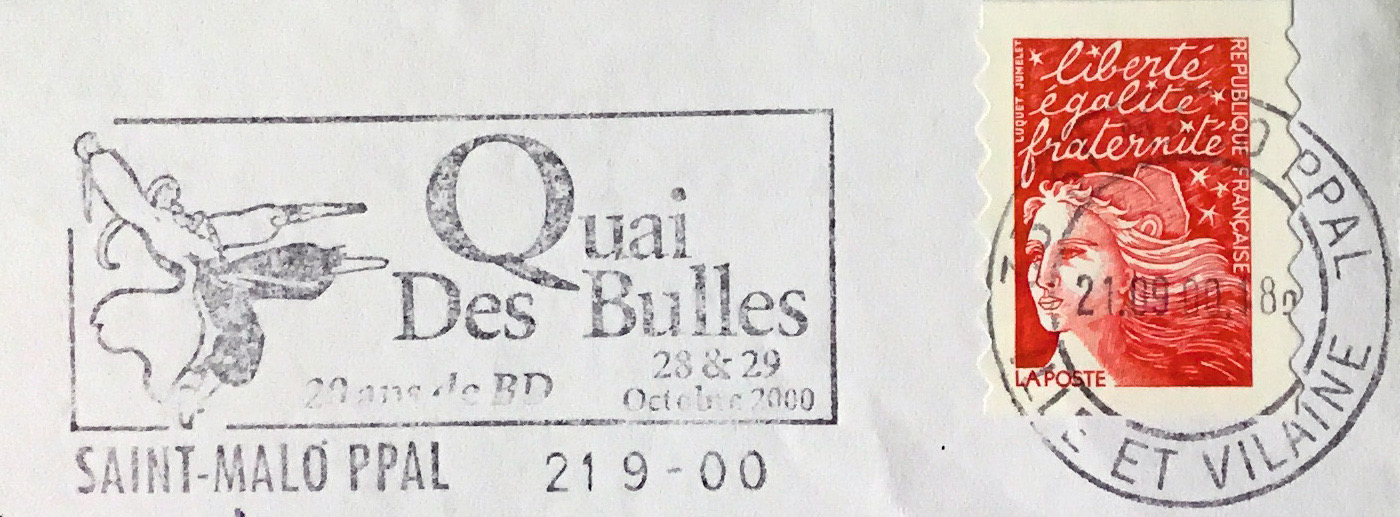 Quai
Des Bulles
28 & 29
Octobre 2000
20 ans de BD
SAINT-MALO PPAL
21 9-00
liberté
égalité
fraternité
LUQUET JUMELET
REPUBLIQUE FRANÇAISE
LA POSTE
O PPAL
21.09 00.18
ET VILAINE